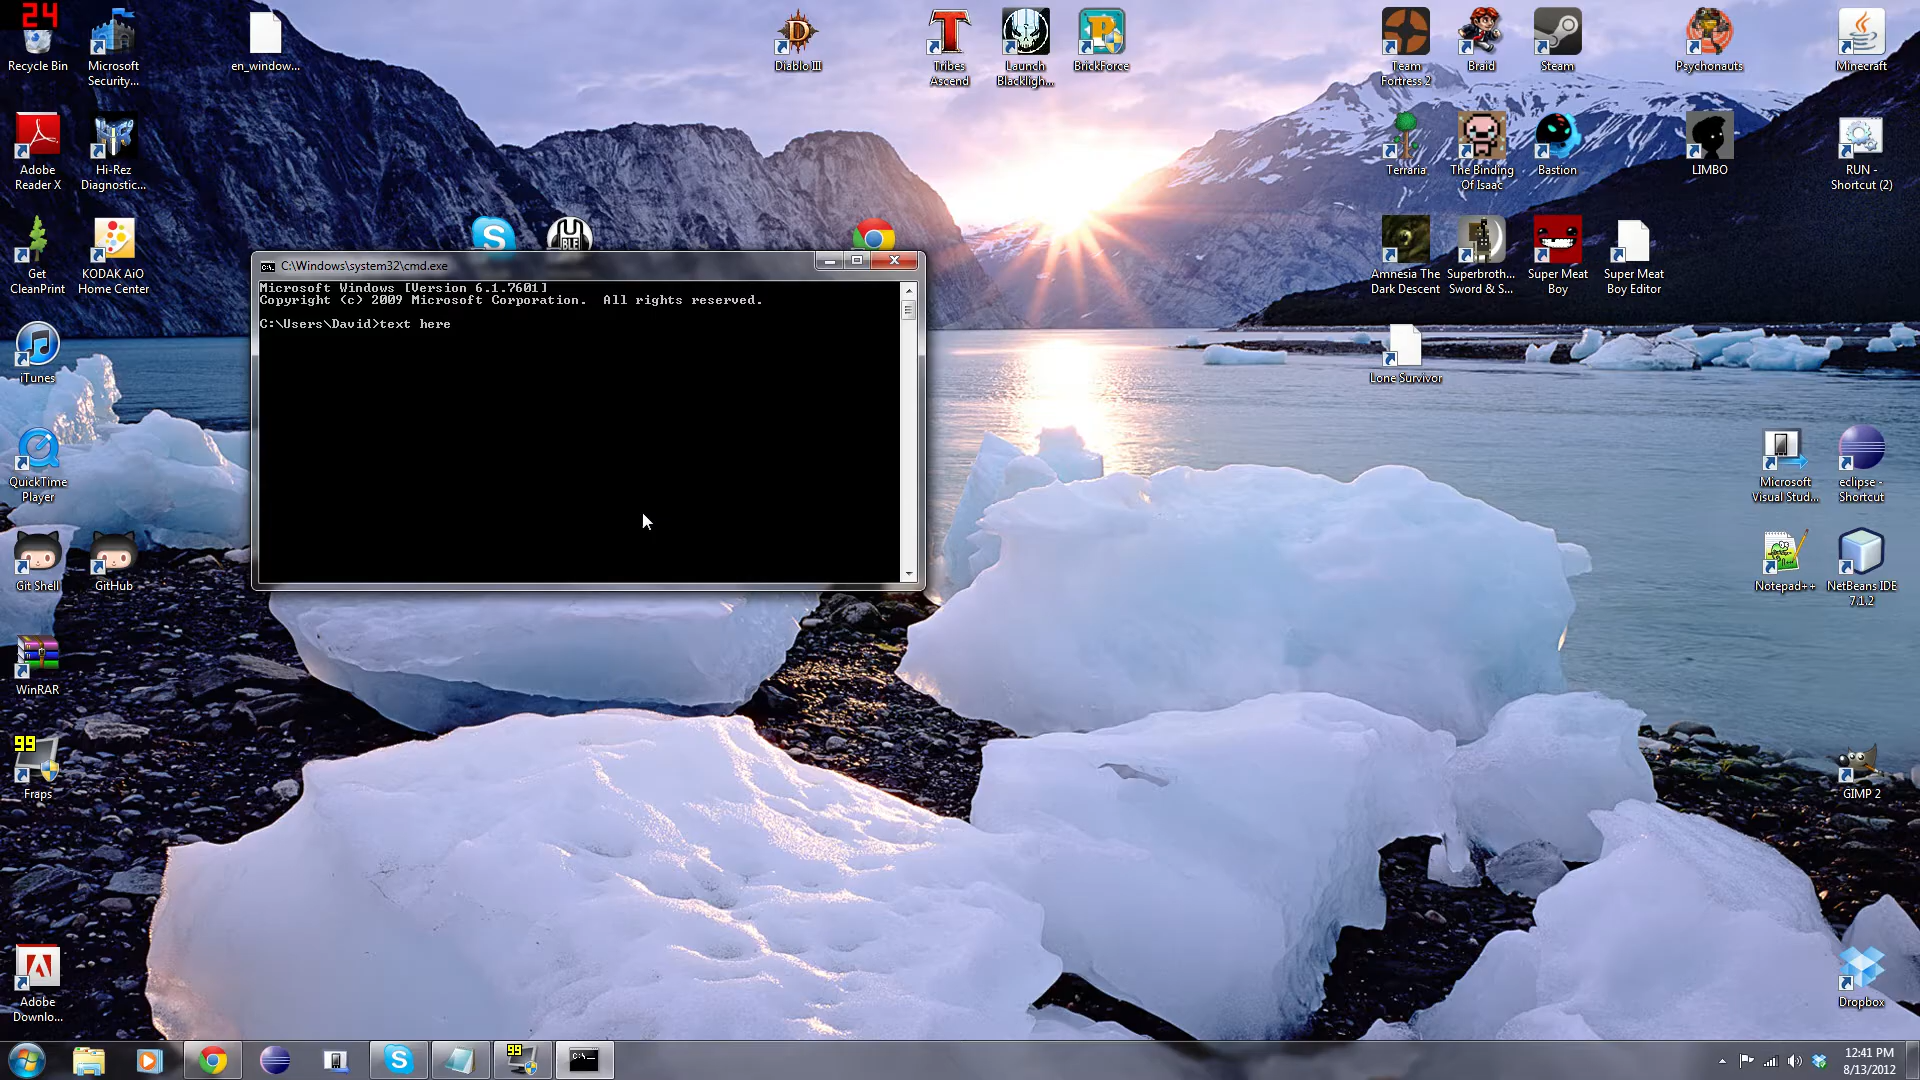 24
Recycle Bin
Microsoft
Security...
en_window...
Diablo III
Tribes
Ascend
Launch
Blackligh...
BrickForce
Team
Fortress 2
Braid
Steam
Psychonauts
Minecraft
Adobe
Reader X
Hi-Rez
Diagnostic...
Terraria
The Binding
Of Isaac
Bastion
LIMBO
RUN -
Shortcut (2)
Get
CleanPrint
KODAK AiO
Home Center
Amnesia The
Dark Descent
Superbroth...
Sword & S...
Super Meat
Boy
Super Meat
Boy Editor
C:\Windows\system32\cmd.exe
Microsoft Windows [Version 6.1.7601]
Copyright (c) 2009 Microsoft Corporation.  All rights reserved.
C:\Users\David>text here
iTunes
Lone Survivor
QuickTime
Player
Microsoft
Visual Stud...
eclipse -
Shortcut
Git Shell
GitHub
Notepad++
NetBeans IDE
7.1.2
WinRAR
99
Fraps
GIMP 2
Adobe
Downlo...
Dropbox
99
12:41 PM
8/13/2012